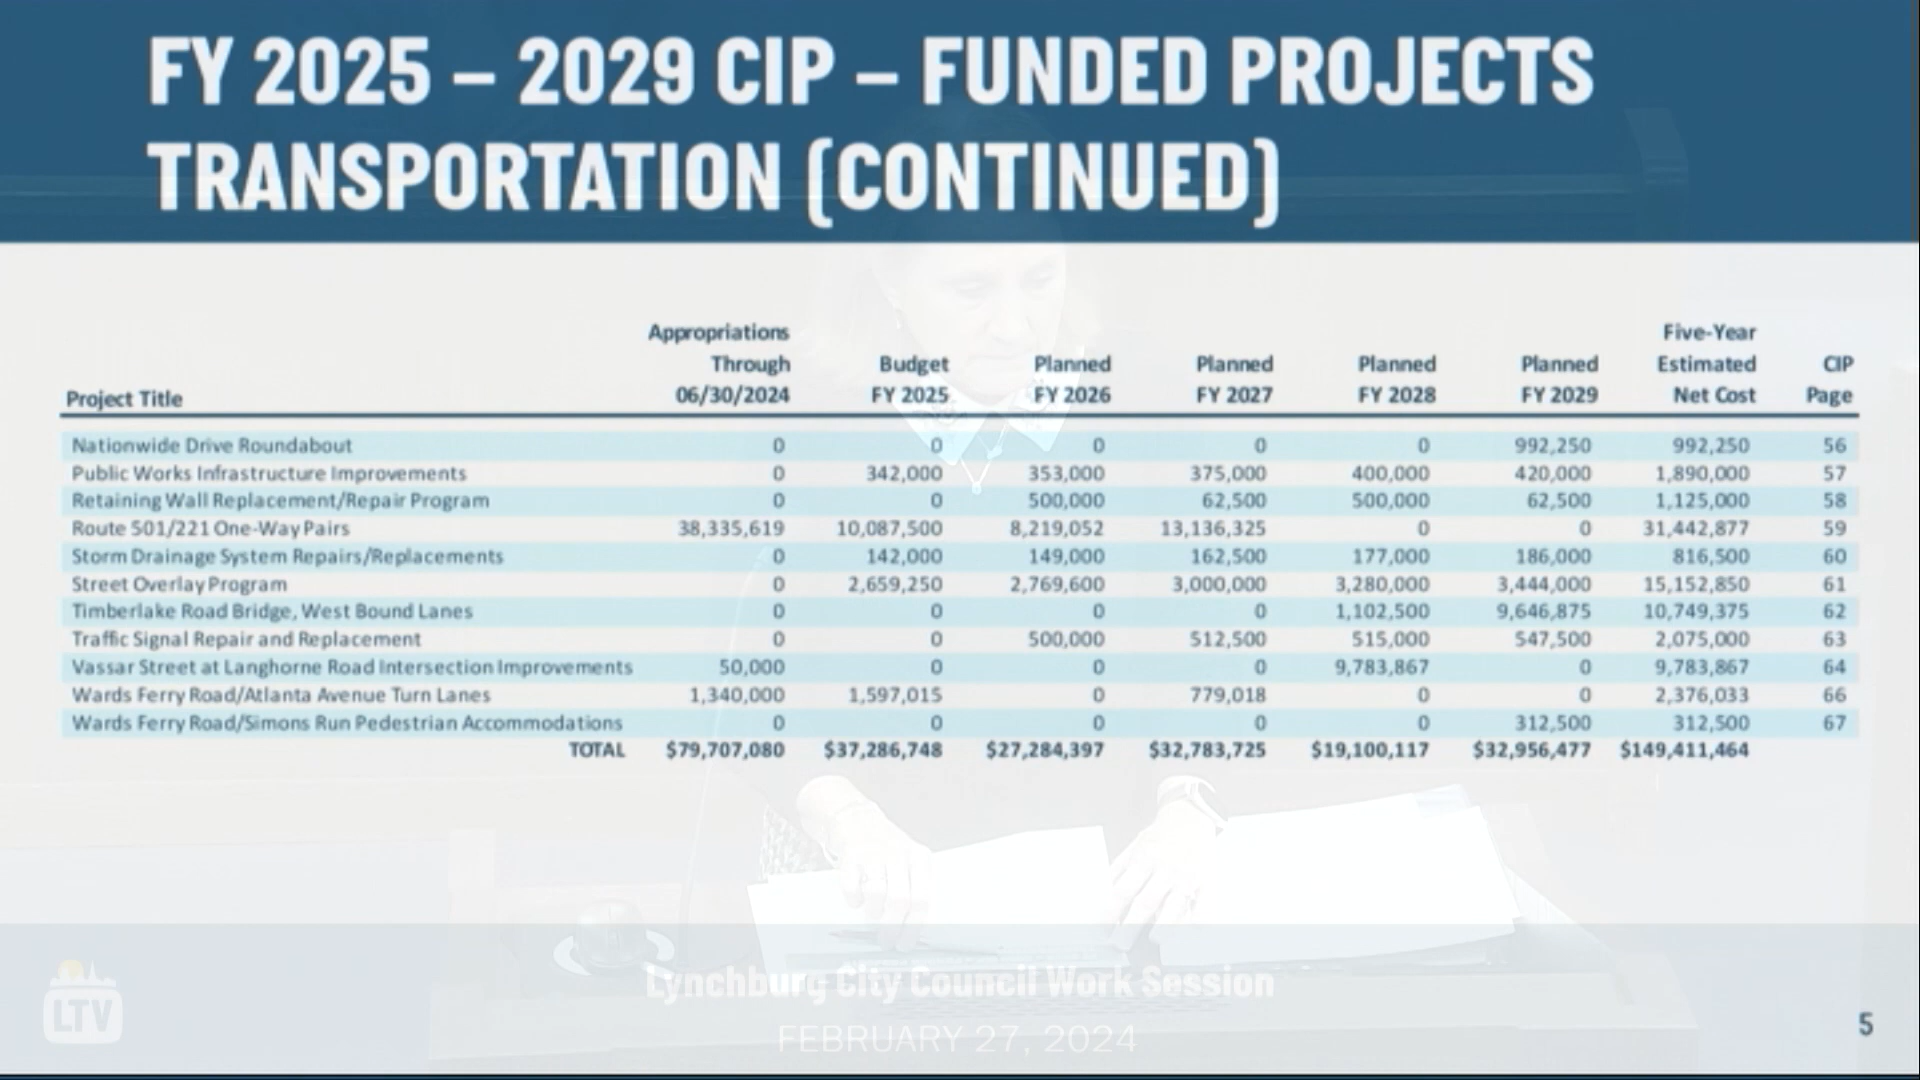 FY 2025 – 2029 CIP – FUNDED PROJECTS
TRANSPORTATION (CONTINUED)
Appropriations Five-Year
Through Budget Planned Planned Planned Planned Estimated CIP
Project Title 06/30/2024 FY 2025 FY 2026 FY 2027 FY 2028 FY 2029 Net Cost Page
Nationwide Drive Roundabout 0 0 0 0 0 992,250 992,250 56
Public Works Infrastructure Improvements 0 342,000 353,000 375,000 400,000 420,000 1,890,000 57
Retaining Wall Replacement/Repair Program 0 0 500,000 62,500 500,000 62,500 1,125,000 58
Route 501/221 One-Way Pairs 38,335,619 10,087,500 8,219,052 13,136,325 0 0 31,442,877 59
Storm Drainage System Repairs/Replacements 0 142,000 149,000 162,500 177,000 186,000 816,500 60
Street Overlay Program 0 2,659,250 2,769,600 3,000,000 3,280,000 3,444,000 15,152,850 61
Timberlake Road Bridge, West Bound Lanes 0 0 0 0 1,102,500 9,646,875 10,749,375 62
Traffic Signal Repair and Replacement 0 0 500,000 512,500 515,000 547,500 2,075,000 63
Vassar Street at Langhorne Road Intersection Improvements 50,000 0 0 0 9,783,867 0 9,783,867 64
Wards Ferry Road/Atlanta Avenue Turn Lanes 1,340,000 1,597,015 0 779,018 0 0 2,376,033 66
Wards Ferry Road/Simons Run Pedestrian Accommodations 0 0 0 0 0 312,500 312,500 67
TOTAL $79,707,080 $37,286,748 $27,284,397 $32,783,725 $19,100,117 $32,956,477 $149,411,464
Lynchburg City Council Work Session
FEBRUARY 27, 2024
LTV
5